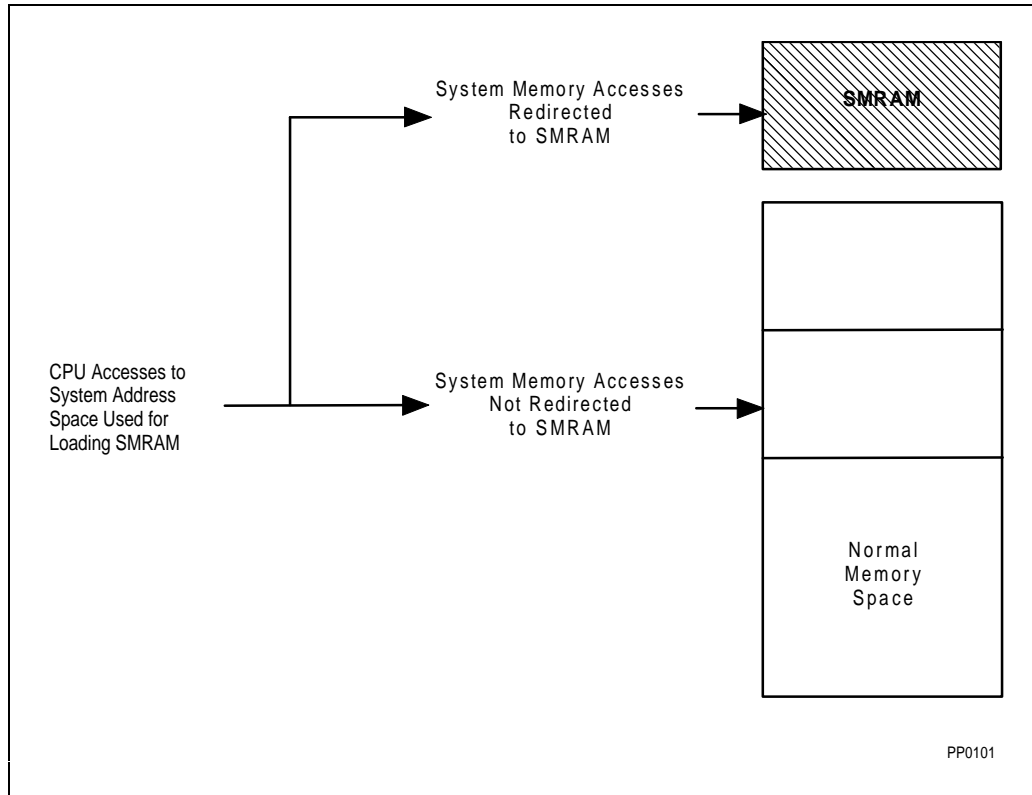 System Memory Accesses
Redirected
to SMRAM
SMRAM
CPU Accesses to
System Address
Space Used for
Loading SMRAM
System Memory Accesses
Not Redirected
to SMRAM
Normal
Memory
Space
PP0101